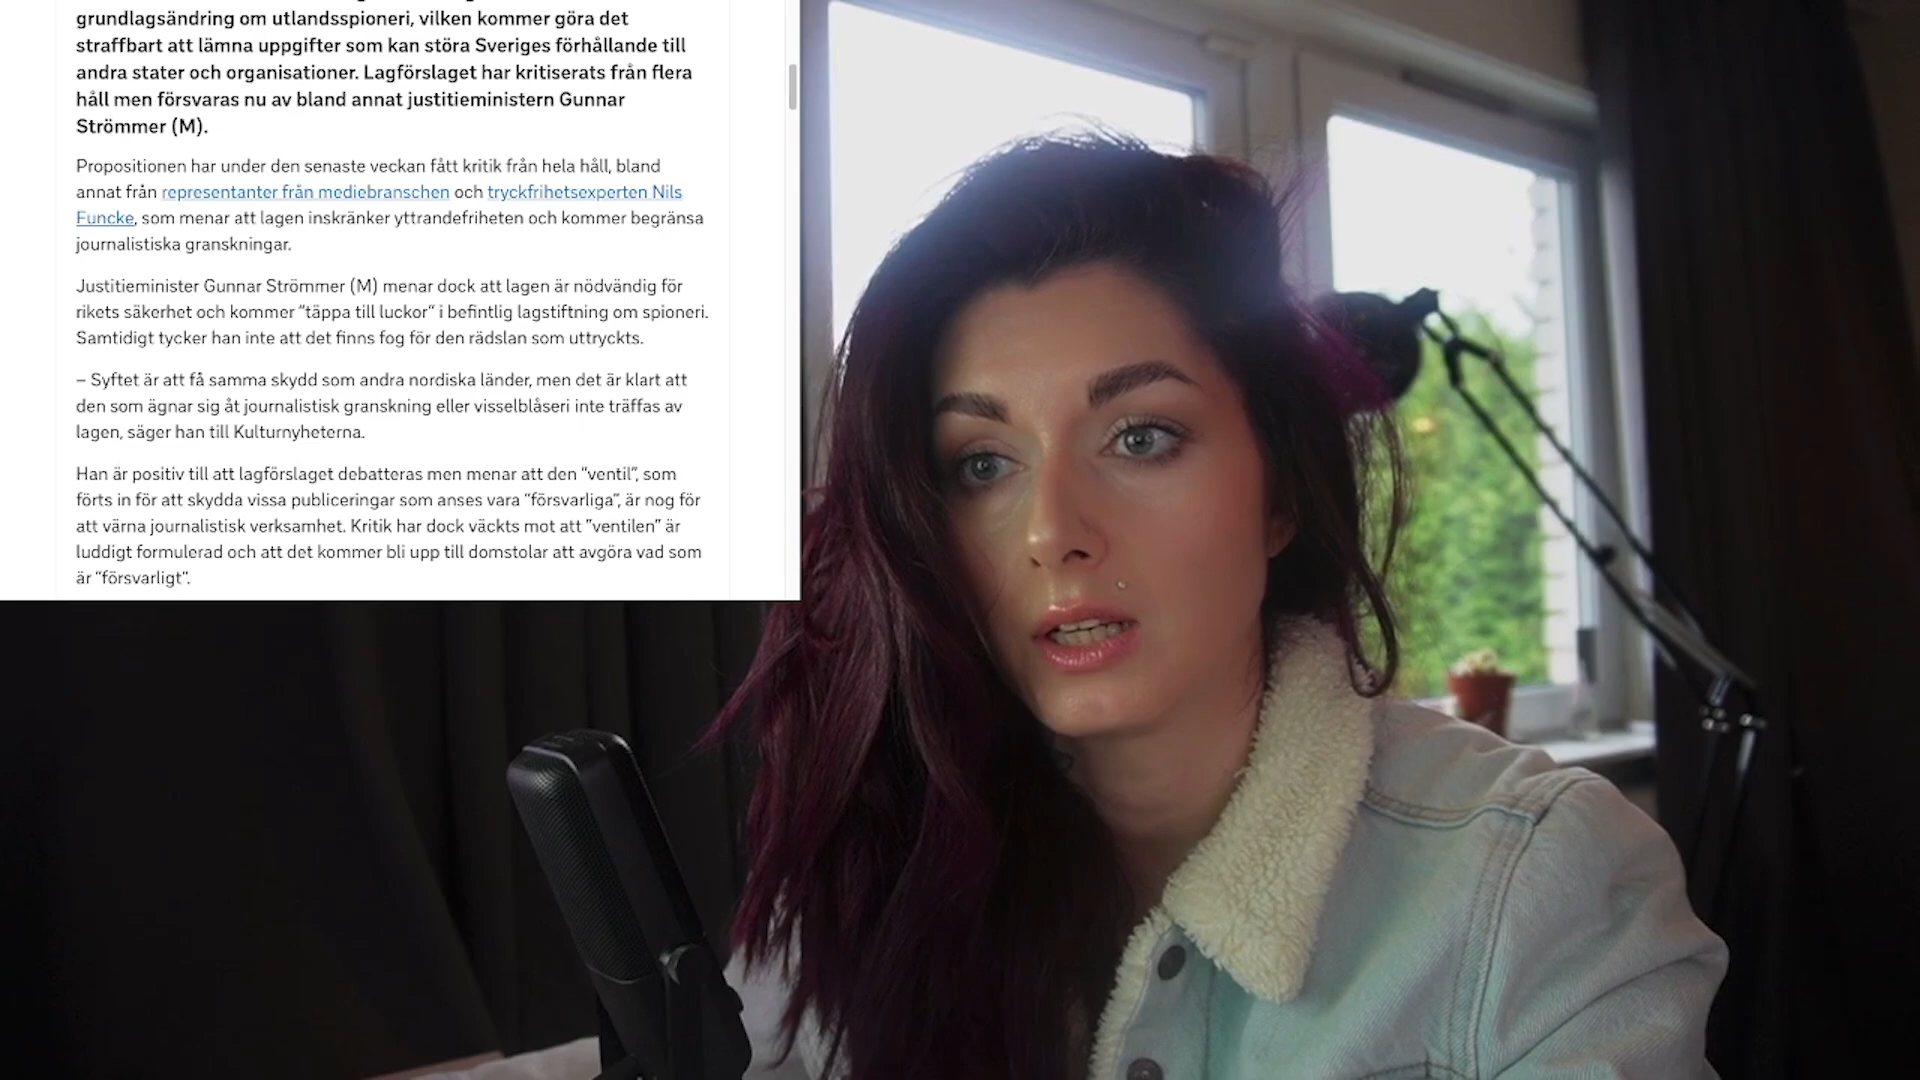 grundlagsändring om utlandsspioneri, vilken kommer göra det
straffbart att lämna uppgifter som kan störa Sveriges förhållande till
andra stater och organisationer. Lagförslaget har kritiserats från flera
håll men försvaras nu av bland annat justitieministern Gunnar
Strömmer (M).
Propositionen har under den senaste veckan fått kritik från hela håll, bland
annat från representanter från mediebranschen och tryckfrihetsexperten Nils
Funcke, som menar att lagen inskränker yttrandefriheten och kommer begränsa
journalistiska granskningar.
Justitieminister Gunnar Strömmer (M) menar dock att lagen är nödvändig för
rikets säkerhet och kommer ”täppa till luckor” i befintlig lagstiftning om spioneri.
Samtidigt tycker han inte att det finns fog för den rädslan som uttryckts.
– Syftet är att få samma skydd som andra nordiska länder, men det är klart att
den som ägnar sig åt journalistisk granskning eller visselblåseri inte träffas av
lagen, säger han till Kulturnyheterna.
Han är positiv till att lagförslaget debatteras men menar att den ”ventil”, som
förts in för att skydda vissa publiceringar som anses vara ”försvarliga”, är nog för
att värna journalistisk verksamhet. Kritik har dock väckts mot att ”ventilen” är
luddigt formulerad och att det kommer bli upp till domstolar att avgöra vad som
är ”försvarligt”.